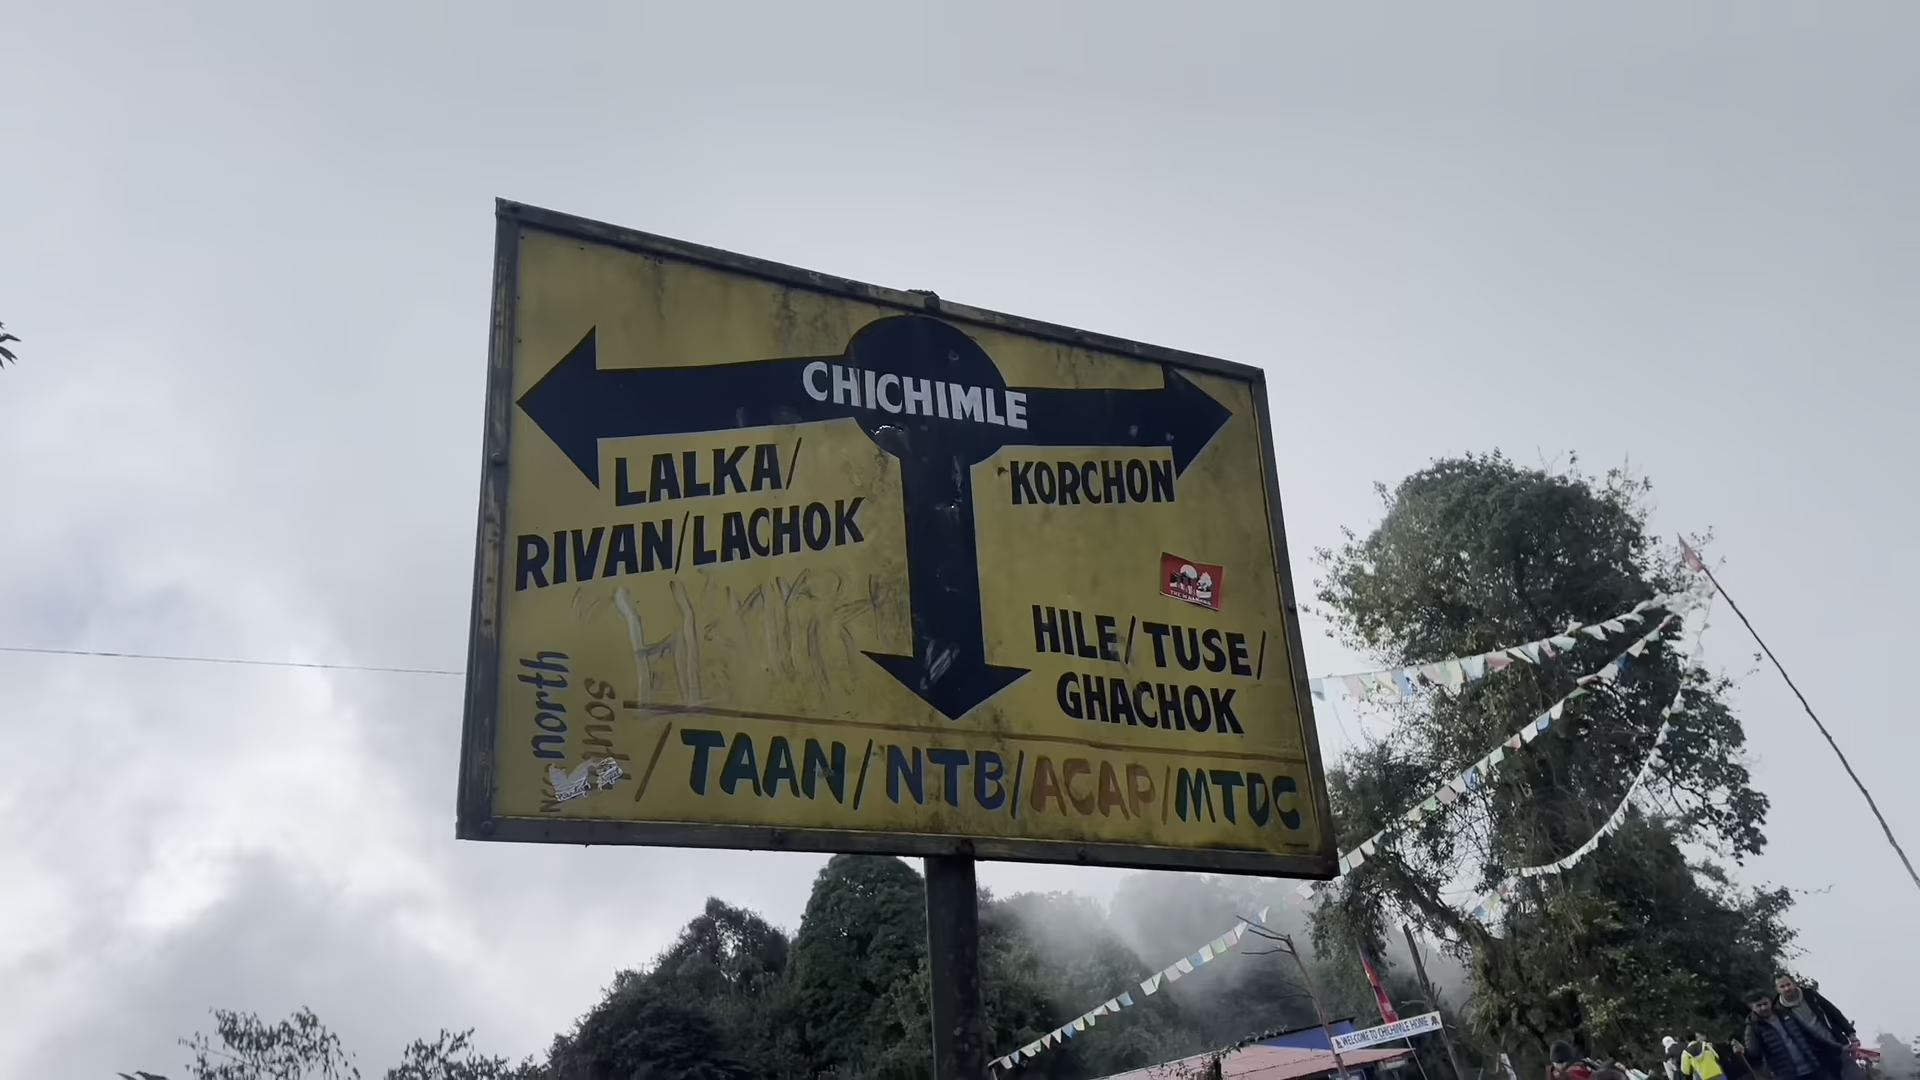 CHICHIMLE
LALKA/
RIVAN/LACHOK
KORCHON
HILE/TUSE/
GHACHOK
north
south
/TAAN/NTB/ACAP/MTDC
WELCOME TO CHICHIMLE HOME